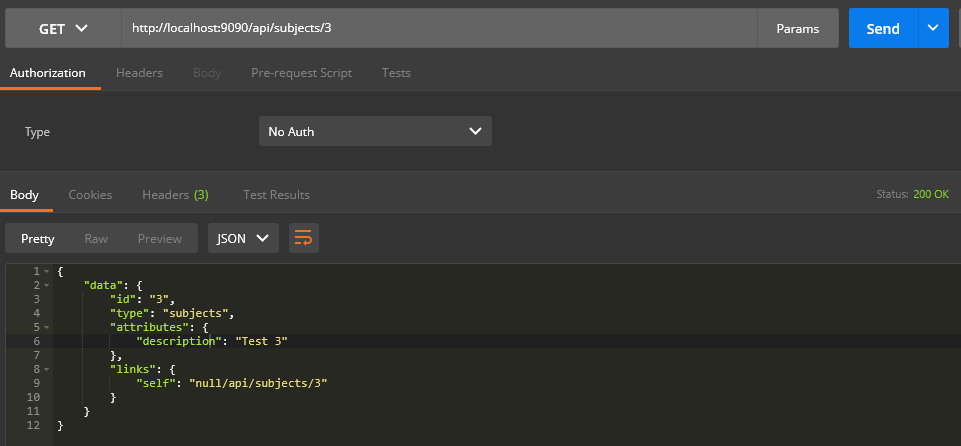 GET http://localhost:9090/api/subjects/3 Params Send
Authorization Headers Body Pre-request Script Tests
Type No Auth
Body Cookies Headers (3) Test Results Status: 200 OK
Pretty Raw Preview JSON
1 {
2 "data": {
3 "id": "3",
4 "type": "subjects",
5 "attributes": {
6 "description": "Test 3"
7 },
8 "links": {
9 "self": "null/api/subjects/3"
10 }
11 }
12 }